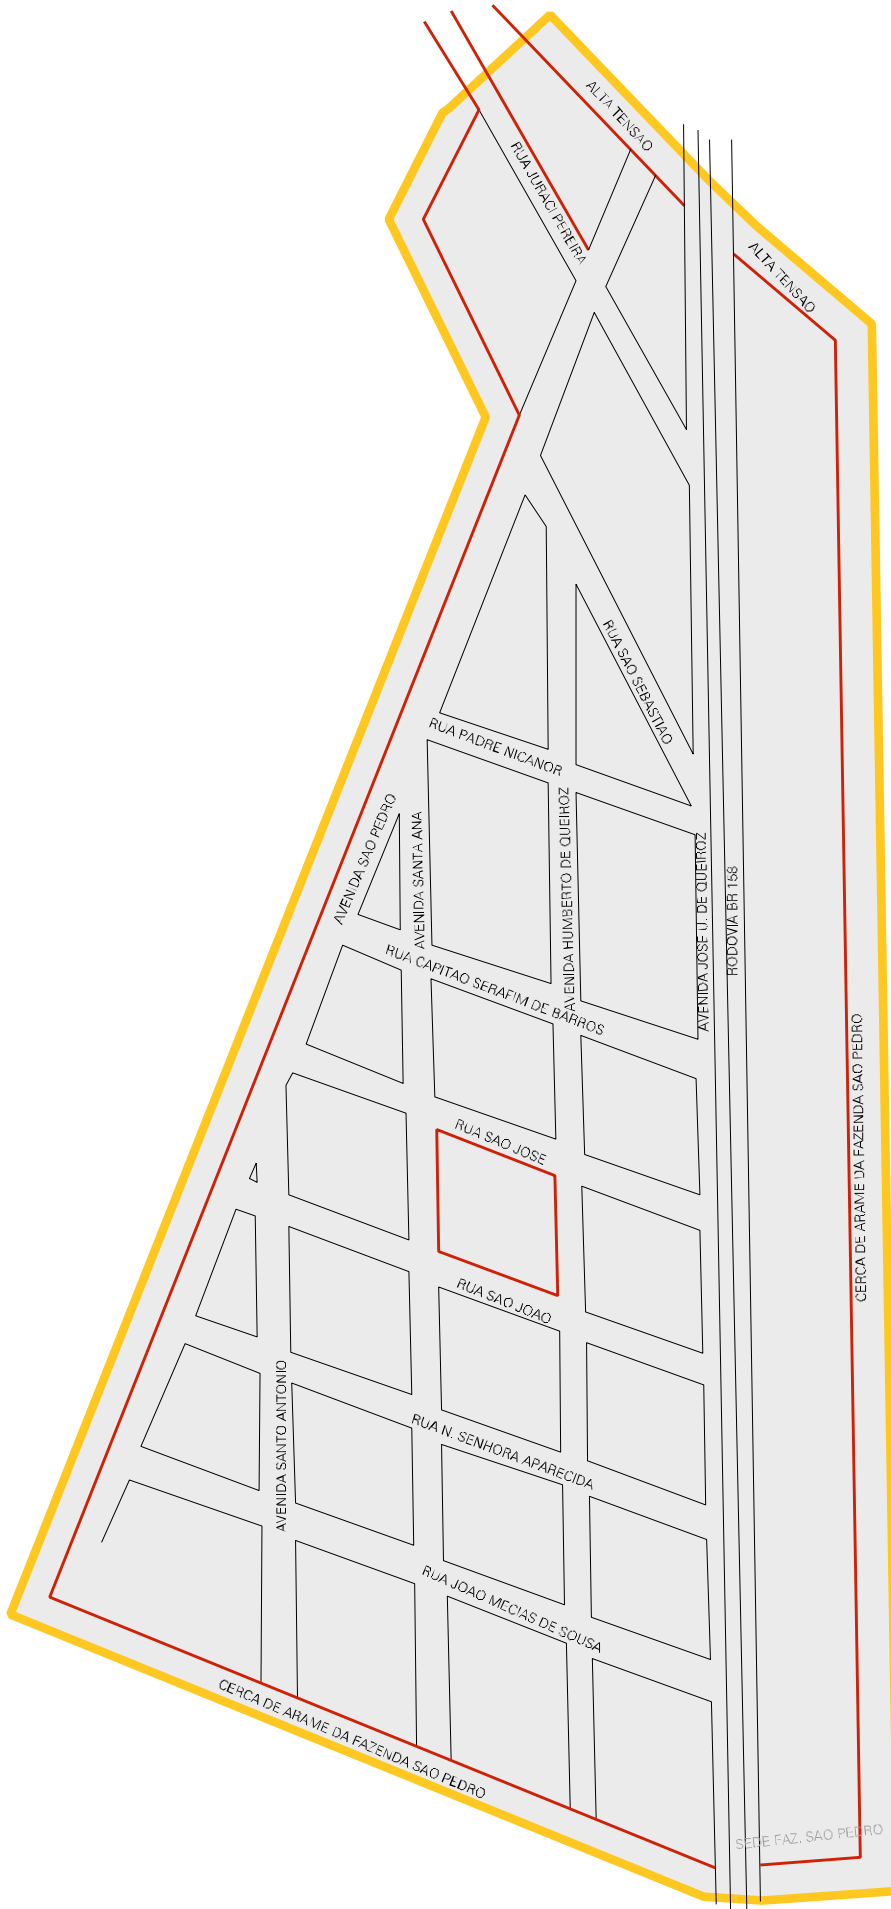 ALTA TENSAO
RUA JURACI PEREIRA
ALTA TENSAO
RUA SAO SEBASTIAO
RUA PADRE NICANOR
AVENIDA SAO PEDRO
AVENIDA SANTA ANA
AVENIDA HUMBERTO DE QUEIROZ
AVENIDA JOSE U. DE QUEIROZ
RODOVIA BR 158
RUA CAPITAO SERAFIM DE BARROS
CERCA DE ARAME DA FAZENDA SAO PEDRO
RUA SAO JOSE
RUA SAO JOAO
AVENIDA SANTO ANTONIO
RUA N. SENHORA APARECIDA
RUA JOAO MECIAS DE SOUSA
CERCA DE ARAME DA FAZENDA SAO PEDRO
SEDE FAZ. SAO PEDRO